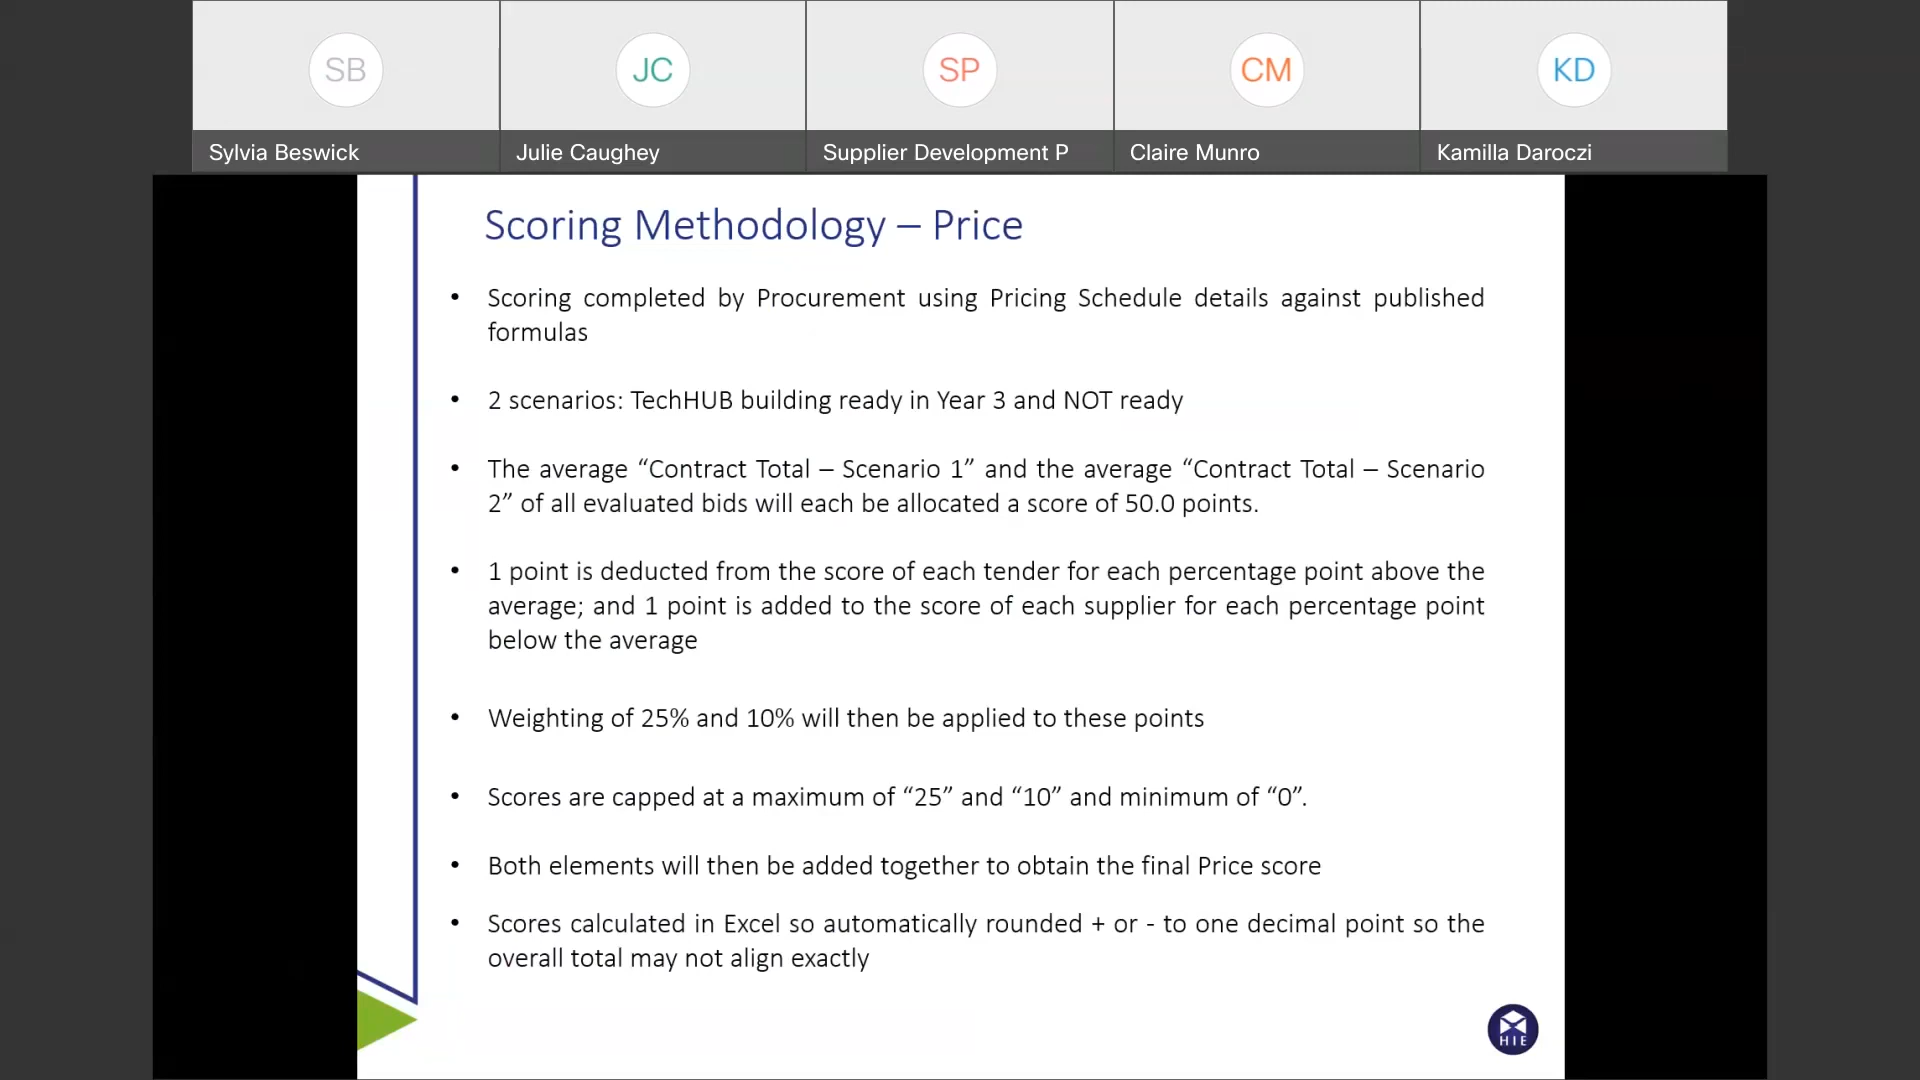 SB
JC
SP
CM
KD
Sylvia Beswick
Julie Caughey
Supplier Development P
Claire Munro
Kamilla Daroczi
Scoring Methodology – Price
• Scoring completed by Procurement using Pricing Schedule details against published
formulas
• 2 scenarios: TechHUB building ready in Year 3 and NOT ready
• The average “Contract Total – Scenario 1” and the average “Contract Total – Scenario
2” of all evaluated bids will each be allocated a score of 50.0 points.
• 1 point is deducted from the score of each tender for each percentage point above the
average; and 1 point is added to the score of each supplier for each percentage point
below the average
• Weighting of 25% and 10% will then be applied to these points
• Scores are capped at a maximum of “25” and “10” and minimum of “0”.
• Both elements will then be added together to obtain the final Price score
• Scores calculated in Excel so automatically rounded + or - to one decimal point so the
overall total may not align exactly
HIE